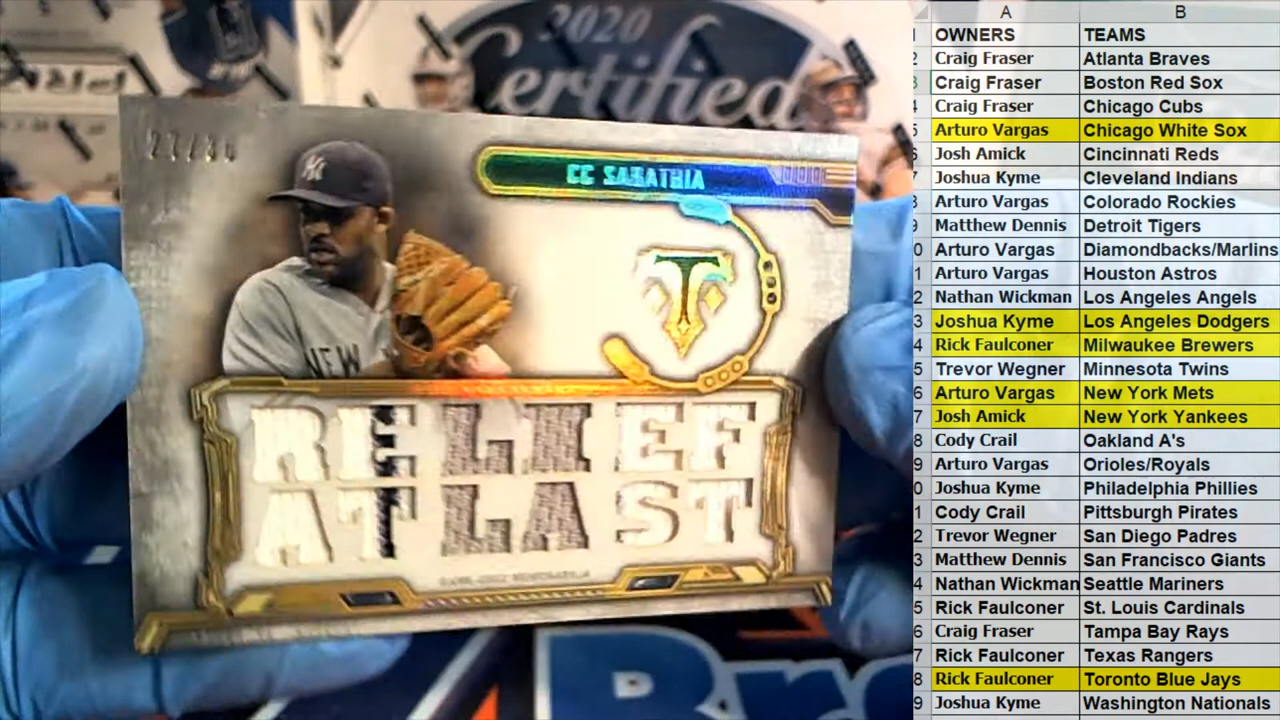 2020
Certified
CC SABATHIA
NY
T
NEW
RELIEF
AT LAST
GAME-USED MEMORABILIA
Bre
A B
OWNERS TEAMS
Craig Fraser Atlanta Braves
Craig Fraser Boston Red Sox
Craig Fraser Chicago Cubs
Arturo Vargas Chicago White Sox
Josh Amick Cincinnati Reds
Joshua Kyme Cleveland Indians
Arturo Vargas Colorado Rockies
Matthew Dennis Detroit Tigers
Arturo Vargas Diamondbacks/Marlins
Arturo Vargas Houston Astros
Nathan Wickman Los Angeles Angels
Joshua Kyme Los Angeles Dodgers
Rick Faulconer Milwaukee Brewers
Trevor Wegner Minnesota Twins
Arturo Vargas New York Mets
Josh Amick New York Yankees
Cody Crail Oakland A's
Arturo Vargas Orioles/Royals
Joshua Kyme Philadelphia Phillies
Cody Crail Pittsburgh Pirates
Trevor Wegner San Diego Padres
Matthew Dennis San Francisco Giants
Nathan Wickman Seattle Mariners
Rick Faulconer St. Louis Cardinals
Craig Fraser Tampa Bay Rays
Rick Faulconer Texas Rangers
Rick Faulconer Toronto Blue Jays
Joshua Kyme Washington Nationals